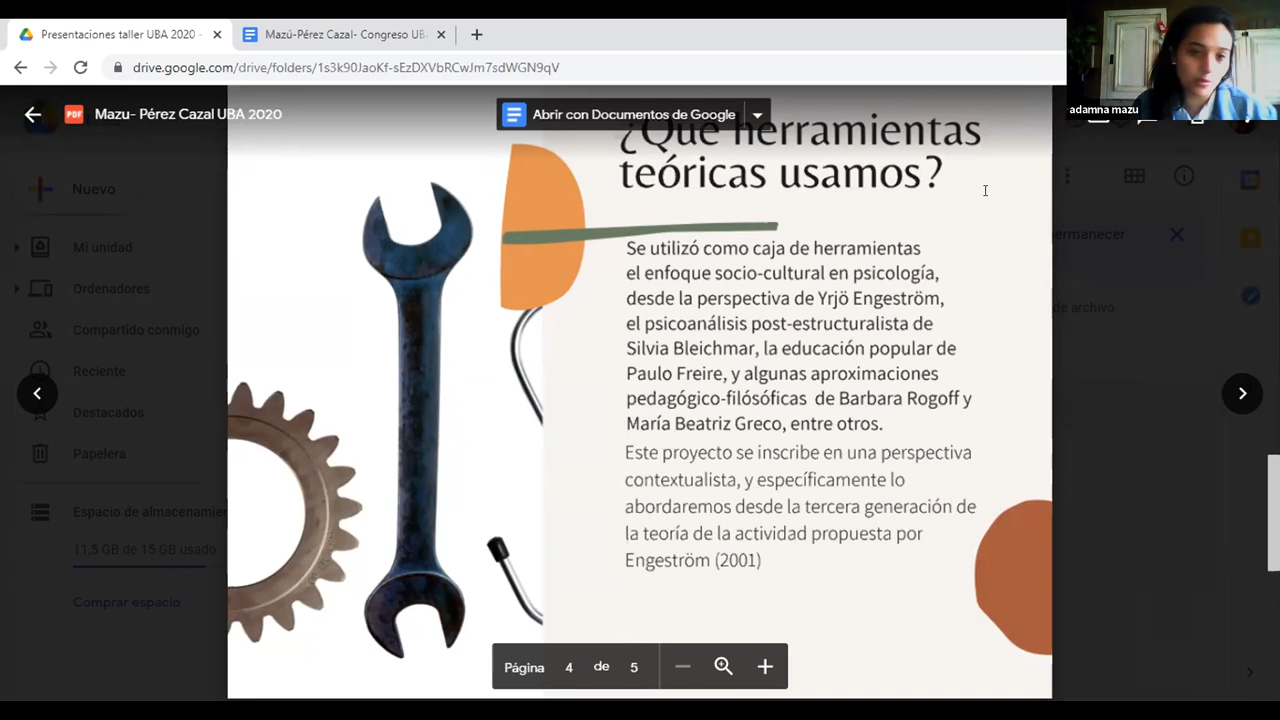 Presentaciones taller UBA 2020 -
Mazú-Pérez Cazal- Congreso UB
drive.google.com/drive/folders/1s3k90JaoKf-sEzDXVbRCwJm7sdWGN9qV
adamna mazu
Mazu- Pérez Cazal UBA 2020
Abrir con Documentos de Google
¿Qué herramientas
teóricas usamos?
Nuevo
Mi unidad
Ordenadores
Compartido conmigo
Reciente
Destacados
Papelera
Espacio de almacenamien
11,5 GB de 15 GB usado
Comprar espacio
Se utilizó como caja de herramientas
el enfoque socio-cultural en psicología,
desde la perspectiva de Yrjö Engeström,
el psicoanálisis post-estructuralista de
Silvia Bleichmar, la educación popular de
Paulo Freire, y algunas aproximaciones
pedagógico-filósóficas de Barbara Rogoff y
María Beatriz Greco, entre otros.
Este proyecto se inscribe en una perspectiva
contextualista, y específicamente lo
abordaremos desde la tercera generación de
la teoría de la actividad propuesta por
Engeström (2001)
ermanecer
de archivo
Página 4 de 5